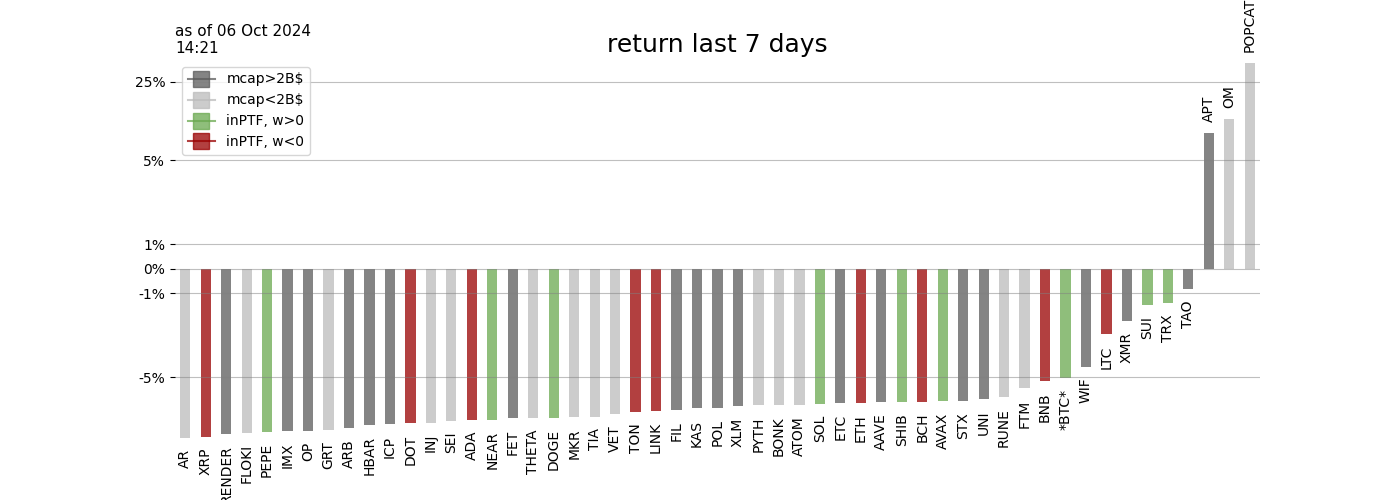 as of 06 Oct 2024
14:21
return last 7 days
mcap>2B$
mcap<2B$
inPTF, w>0
inPTF, w<0
25%
5%
1%
0%
-1%
-5%
AR
XRP
RENDER
FLOKI
PEPE
IMX
OP
GRT
ARB
HBAR
ICP
DOT
INJ
SEI
ADA
NEAR
FET
THETA
DOGE
MKR
TIA
VET
TON
LINK
FIL
KAS
POL
XLM
PYTH
BONK
ATOM
SOL
ETC
ETH
AAVE
SHIB
BCH
AVAX
STX
UNI
RUNE
FTM
BNB
*BTC*
WIF
LTC
XMR
SUI
TRX
TAO
APT
OM
POPCAT